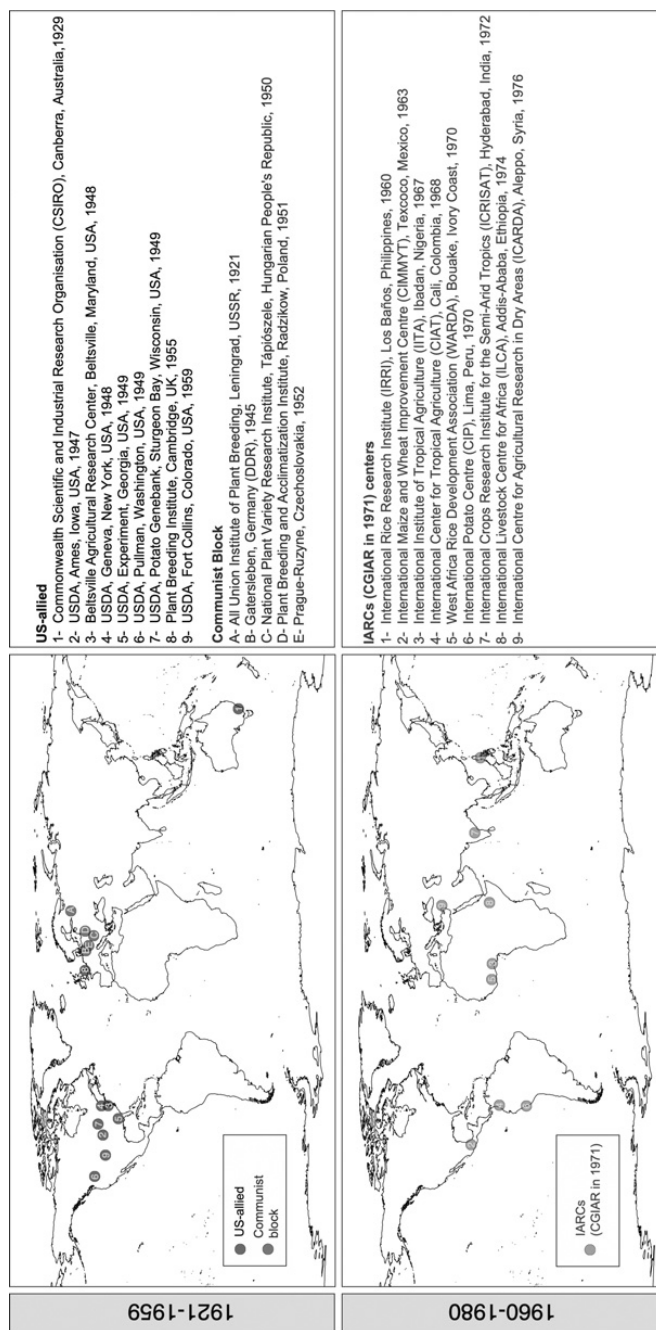 1921-1959
US-allied
Communist
block
US-allied
1- Commonwealth Scientific and Industrial Research Organisation (CSIRO), Canberra, Australia,1929
2- USDA, Ames, Iowa, USA, 1947
3- Beltsville Agricultural Research Center, Beltsville, Maryland, USA, 1948
4- USDA, Geneva, New York, USA, 1948
5- USDA, Experiment, Georgia, USA, 1949
6- USDA, Pullman, Washington, USA, 1949
7- USDA, Potato Genebank, Sturgeon Bay, Wisconsin, USA, 1949
8- Plant Breeding Institute, Cambridge, UK, 1955
9- USDA, Fort Collins, Colorado, USA, 1959
Communist Block
A- All Union Institute of Plant Breeding, Leningrad, USSR, 1921
B- Gatersleben, Germany (DDR), 1945
C- National Plant Variety Research Institute, Tápiószele, Hungarian People's Republic, 1950
D- Plant Breeding and Acclimatization Institute, Radzikow, Poland, 1951
E- Prague-Ruzyne, Czechoslovakia, 1952
1960-1980
IARCs
(CGIAR in 1971)
IARCs (CGIAR in 1971) centers
1- International Rice Research Institute (IRRI), Los Baños, Philippines, 1960
2- International Maize and Wheat Improvement Centre (CIMMYT), Texcoco, Mexico, 1963
3- International Institute of Tropical Agriculture (IITA), Ibadan, Nigeria, 1967
4- International Center for Tropical Agriculture (CIAT), Cali, Colombia, 1968
5- West Africa Rice Development Association (WARDA), Bouake, Ivory Coast, 1970
6- International Potato Centre (CIP), Lima, Peru, 1970
7- International Crops Research Institute for the Semi-Arid Tropics (ICRISAT), Hyderabad, India, 1972
8- International Livestock Centre for Africa (ILCA), Addis-Ababa, Ethiopia, 1974
9- International Centre for Agricultural Research in Dry Areas (ICARDA), Aleppo, Syria, 1976